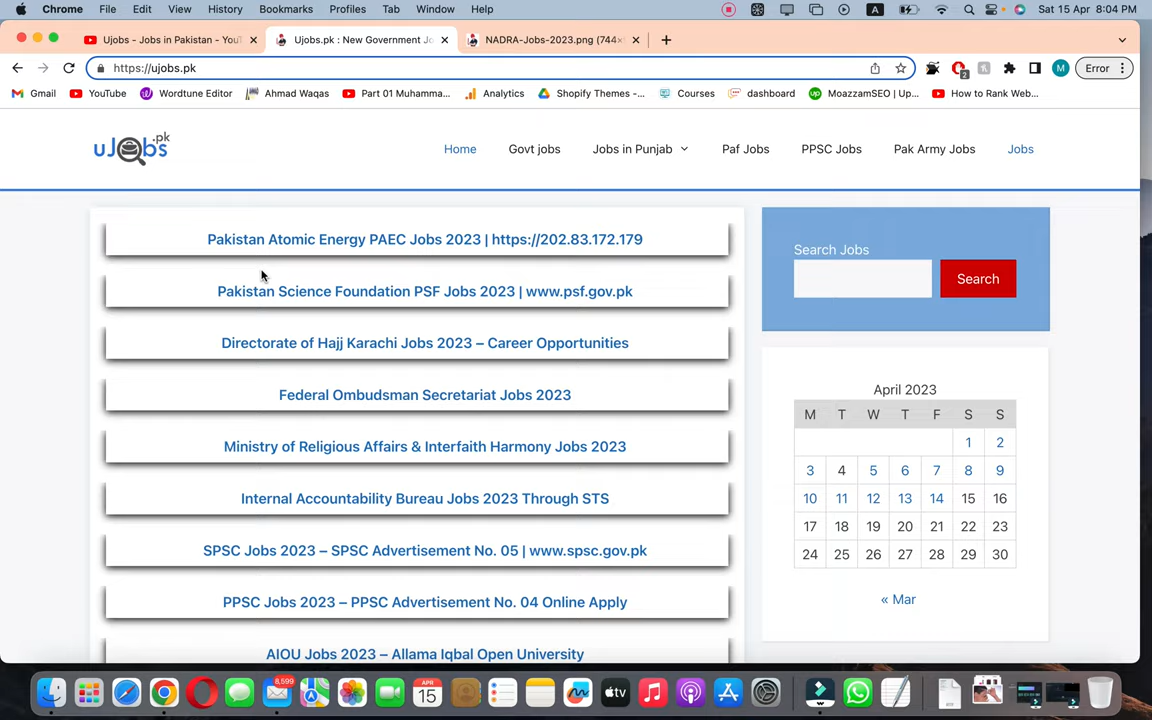 Chrome File Edit View History Bookmarks Profiles Tab Window Help A Sat 15 Apr 8:04 PM
Ujobs - Jobs in Pakistan - YouT Ujobs.pk : New Government Jo NADRA-Jobs-2023.png (744×
https://ujobs.pk 2 M Error
Gmail YouTube Wordtune Editor Ahmad Waqas Part 01 Muhamma... Analytics Shopify Themes -... Courses dashboard MoazzamSEO | Up... How to Rank Web...
uJobs.pk Home Govt jobs Jobs in Punjab Paf Jobs PPSC Jobs Pak Army Jobs Jobs
Pakistan Atomic Energy PAEC Jobs 2023 | https://202.83.172.179
Pakistan Science Foundation PSF Jobs 2023 | www.psf.gov.pk
Directorate of Hajj Karachi Jobs 2023 – Career Opportunities
Federal Ombudsman Secretariat Jobs 2023
Ministry of Religious Affairs & Interfaith Harmony Jobs 2023
Internal Accountability Bureau Jobs 2023 Through STS
SPSC Jobs 2023 – SPSC Advertisement No. 05 | www.spsc.gov.pk
PPSC Jobs 2023 – PPSC Advertisement No. 04 Online Apply
AIOU Jobs 2023 – Allama Iqbal Open University
Search Jobs
Search
April 2023
M T W T F S S
1 2
3 4 5 6 7 8 9
10 11 12 13 14 15 16
17 18 19 20 21 22 23
24 25 26 27 28 29 30
« Mar
8,599 APR 15 tv